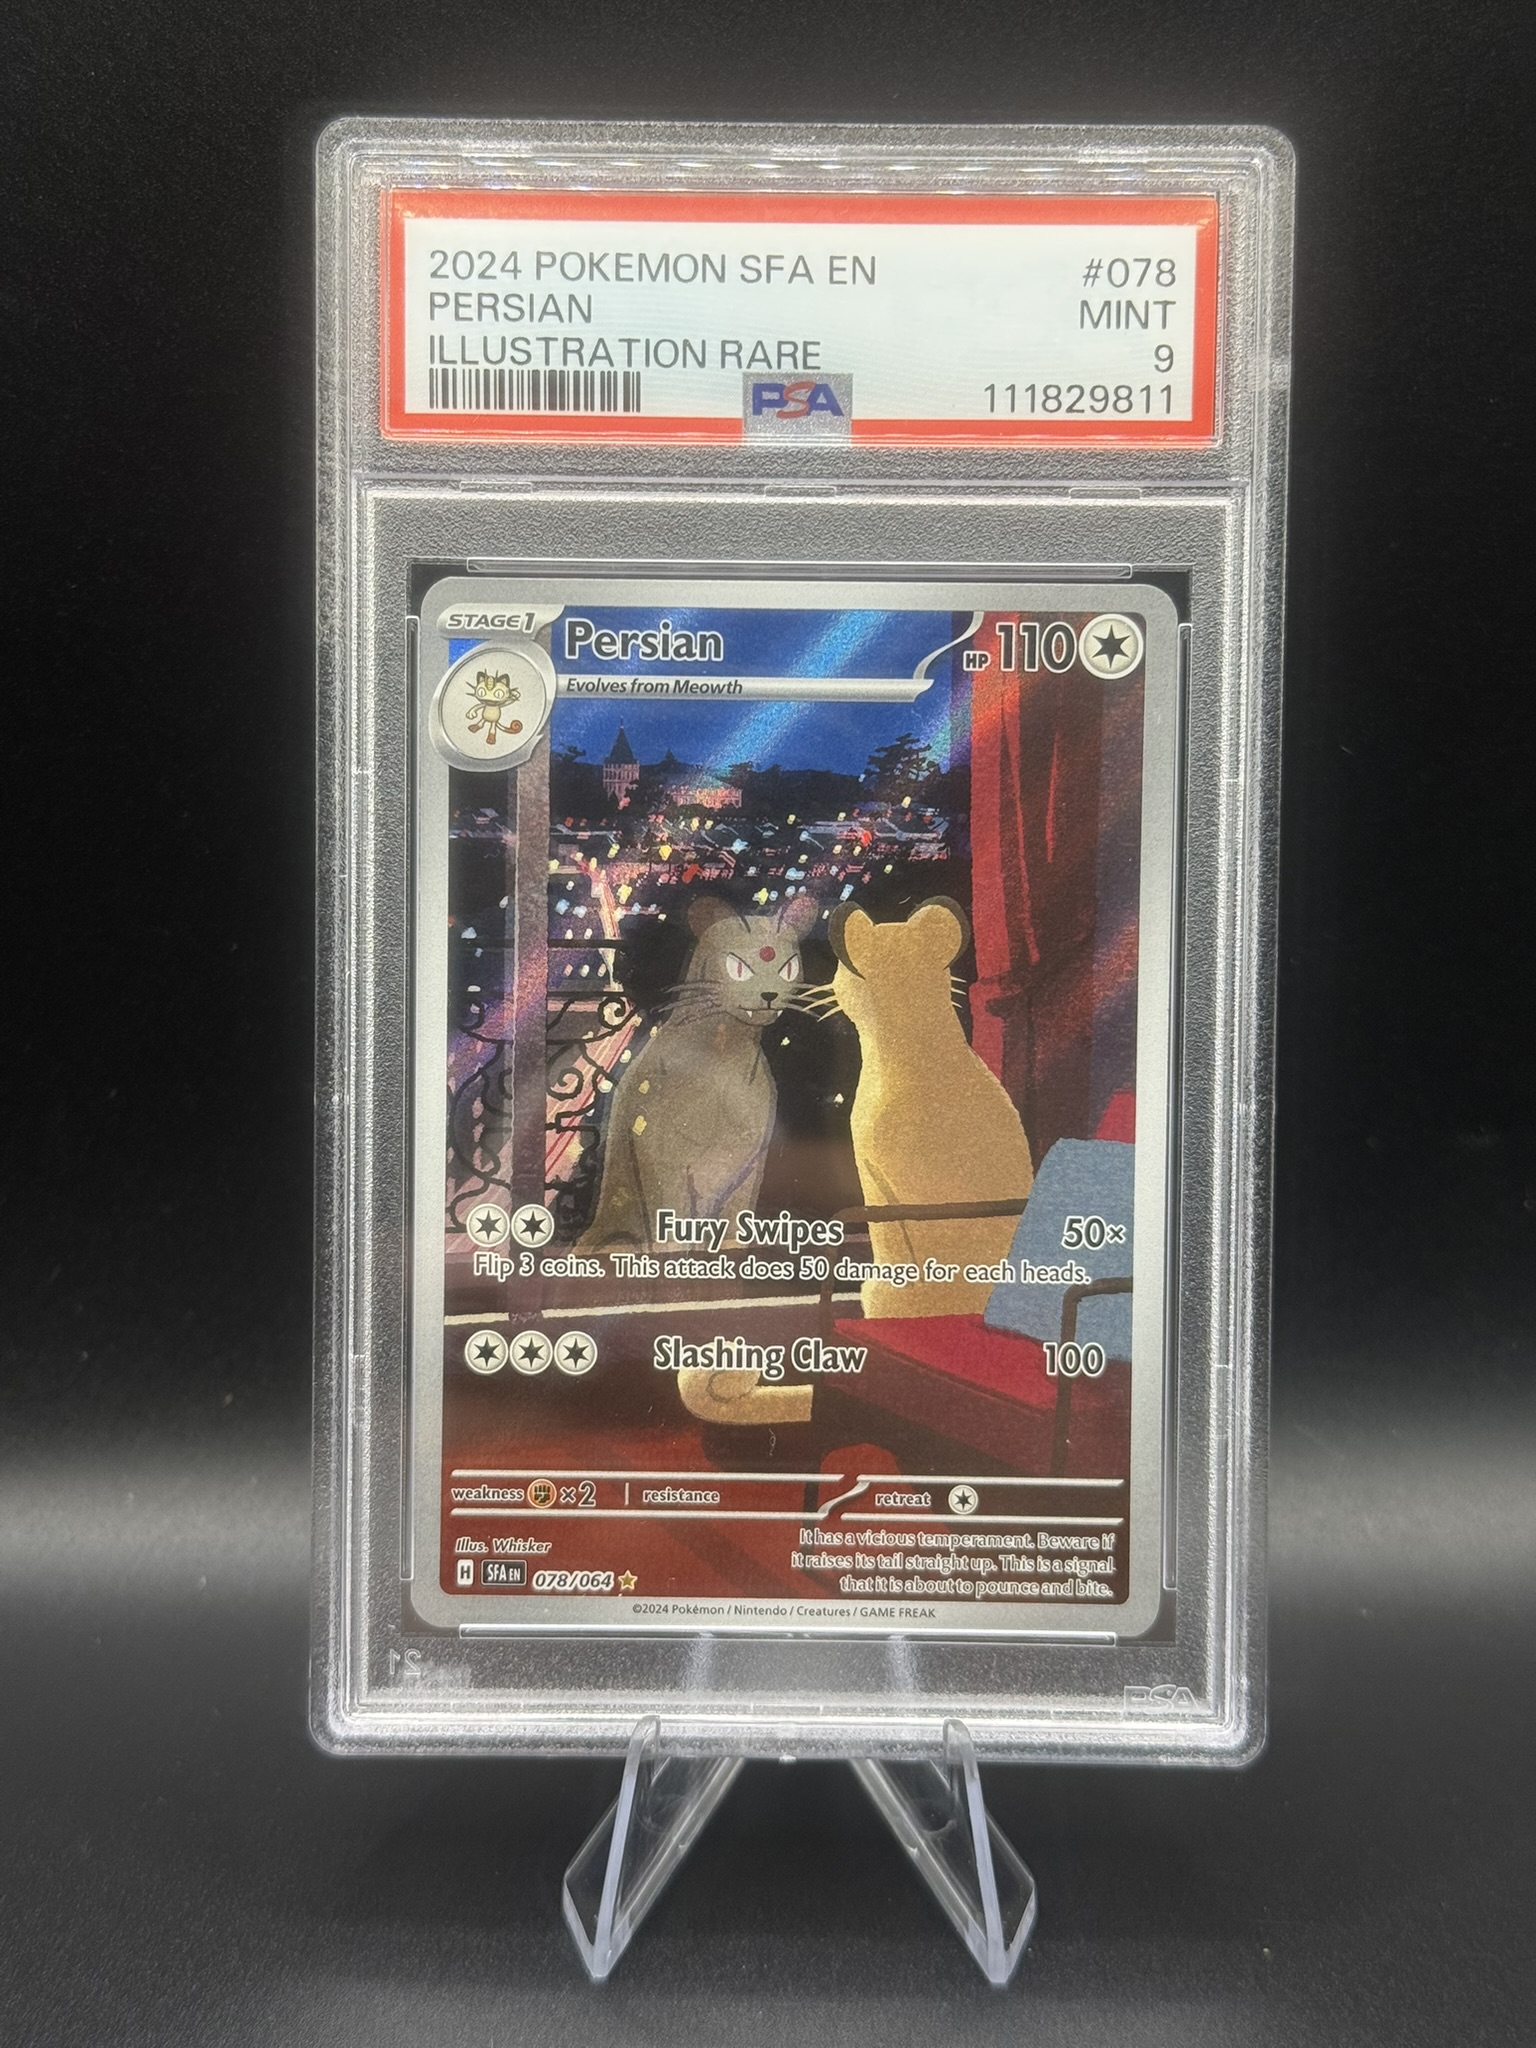 2024 POKEMON SFA EN #078
PERSIAN MINT
ILLUSTRATION RARE 9
PSA 111829811
STAGE 1 Persian HP 110
Evolves from Meowth
Fury Swipes 50×
Flip 3 coins. This attack does 50 damage for each heads.
Slashing Claw 100
weakness ×2 resistance retreat
Illus. Whisker
It has a vicious temperament. Beware if
it raises its tail straight up. This is a signal
that it is about to pounce and bite.
H SFA EN 078/064
©2024 Pokémon / Nintendo / Creatures / GAME FREAK
21
PSA